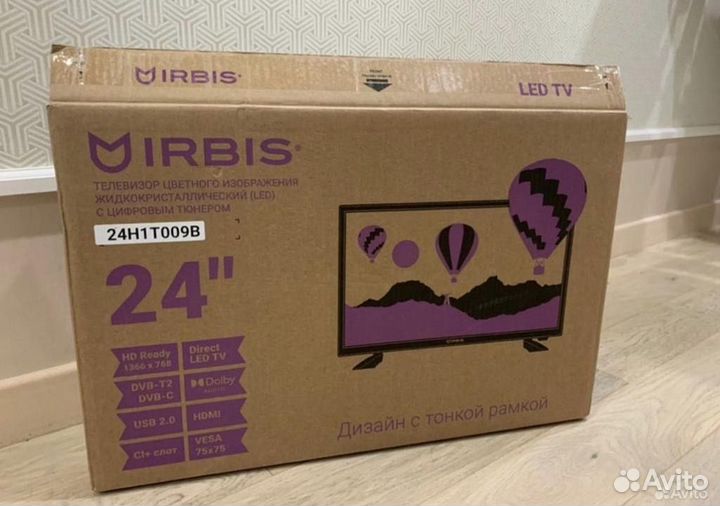 IRBIS
LED TV
IRBIS
ТЕЛЕВИЗОР ЦВЕТНОГО ИЗОБРАЖЕНИЯ
ЖИДКОКРИСТАЛЛИЧЕСКИЙ (LED)
С ЦИФРОВЫМ ТЮНЕРОМ
24H1T009B
24"
HD Ready
1366 x 768
Direct
LED TV
DVB-T2
DVB-C
Dolby
AUDIO
USB 2.0
HDMI
CI+ слот
VESA
75x75
Дизайн с тонкой рамкой
Avito